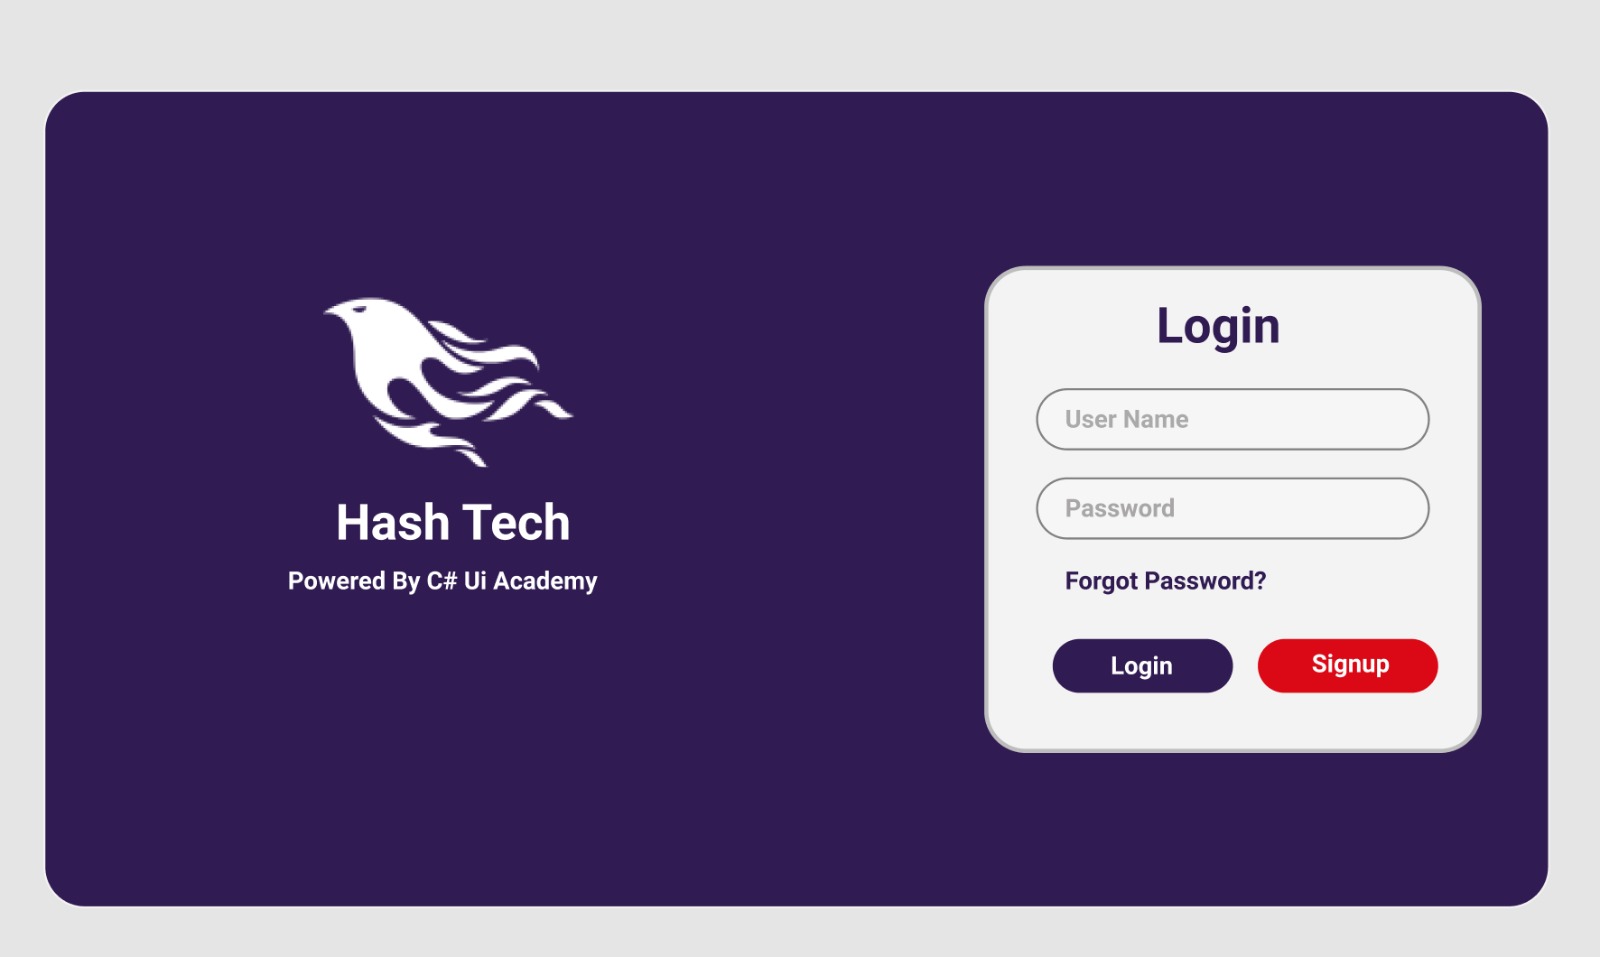 Hash Tech
Powered By C# Ui Academy
Login
User Name
Password
Forgot Password?
Login
Signup